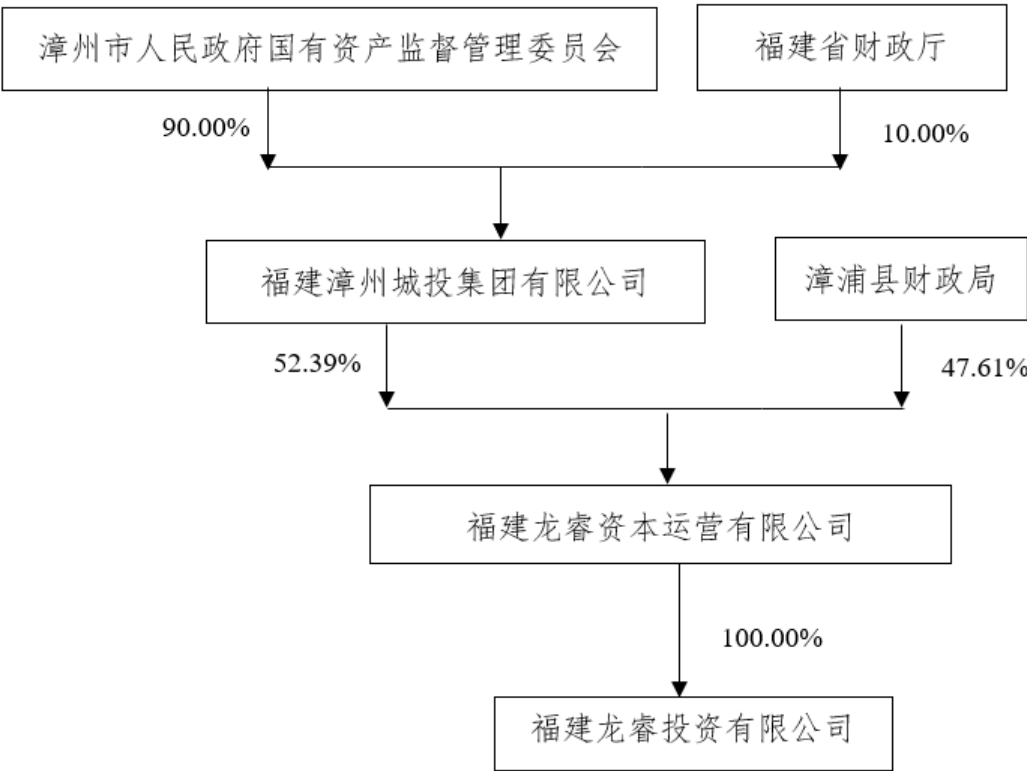 漳州市人民政府国有资产监督管理委员会
福建省财政厅
90.00%
10.00%
福建漳州城投集团有限公司
漳浦县财政局
52.39%
47.61%
福建龙睿资本运营有限公司
100.00%
福建龙睿投资有限公司